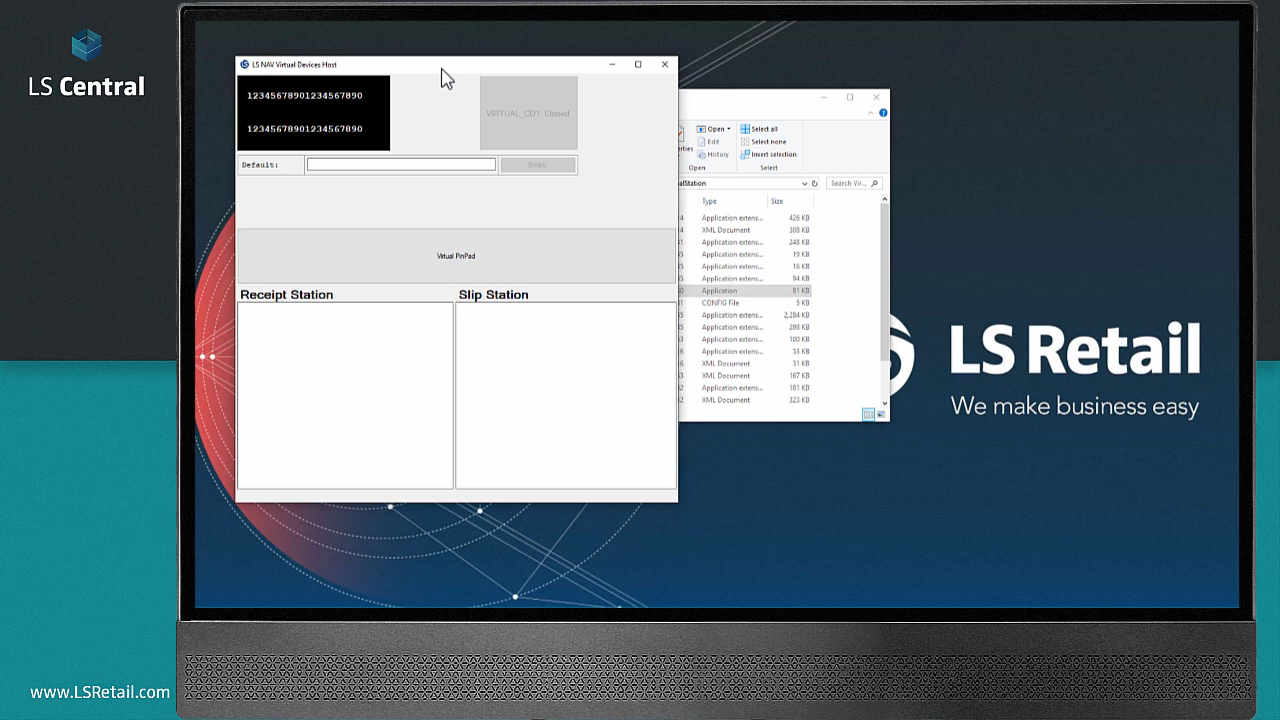 LS Central
LS NAV Virtual Devices Host
12345678901234567890
12345678901234567890
VIRTUAL_CD1: Closed
Default:
Virtual PinPad
Receipt Station
Slip Station
Open
Edit
History
Open
Select all
Select none
Invert selection
Select
alStation
Search Vir...
Type
Size
Application extens...
426 KB
XML Document
308 KB
Application extens...
248 KB
Application extens...
19 KB
Application extens...
16 KB
Application extens...
94 KB
Application
81 KB
CONFIG File
5 KB
Application extens...
2,284 KB
Application extens...
298 KB
Application extens...
100 KB
Application extens...
53 KB
XML Document
31 KB
XML Document
167 KB
Application extens...
181 KB
XML Document
323 KB
LS Retail
We make business easy
www.LSRetail.com